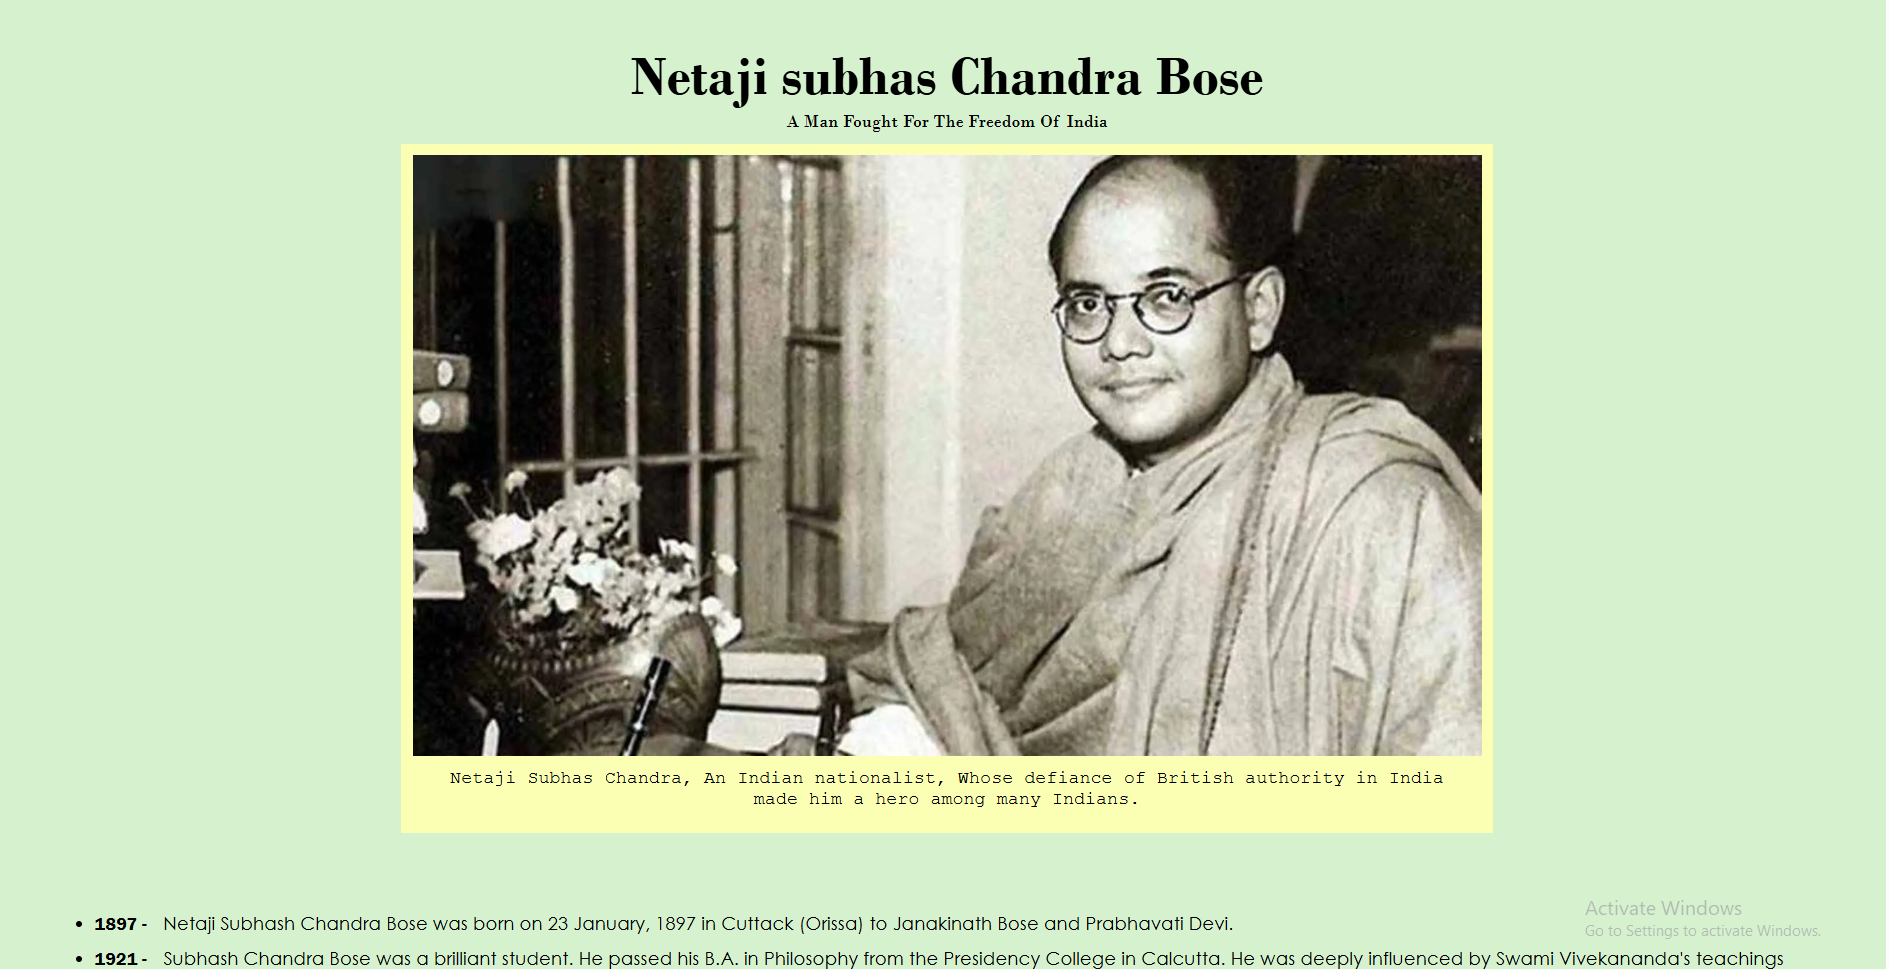 Netaji subhas Chandra Bose
A Man Fought For The Freedom Of India
Netaji Subhas Chandra, An Indian nationalist, Whose defiance of British authority in India
made him a hero among many Indians.
• 1897 - Netaji Subhash Chandra Bose was born on 23 January, 1897 in Cuttack (Orissa) to Janakinath Bose and Prabhavati Devi.
• 1921 - Subhash Chandra Bose was a brilliant student. He passed his B.A. in Philosophy from the Presidency College in Calcutta. He was deeply influenced by Swami Vivekananda's teachings
Activate Windows
Go to Settings to activate Windows.